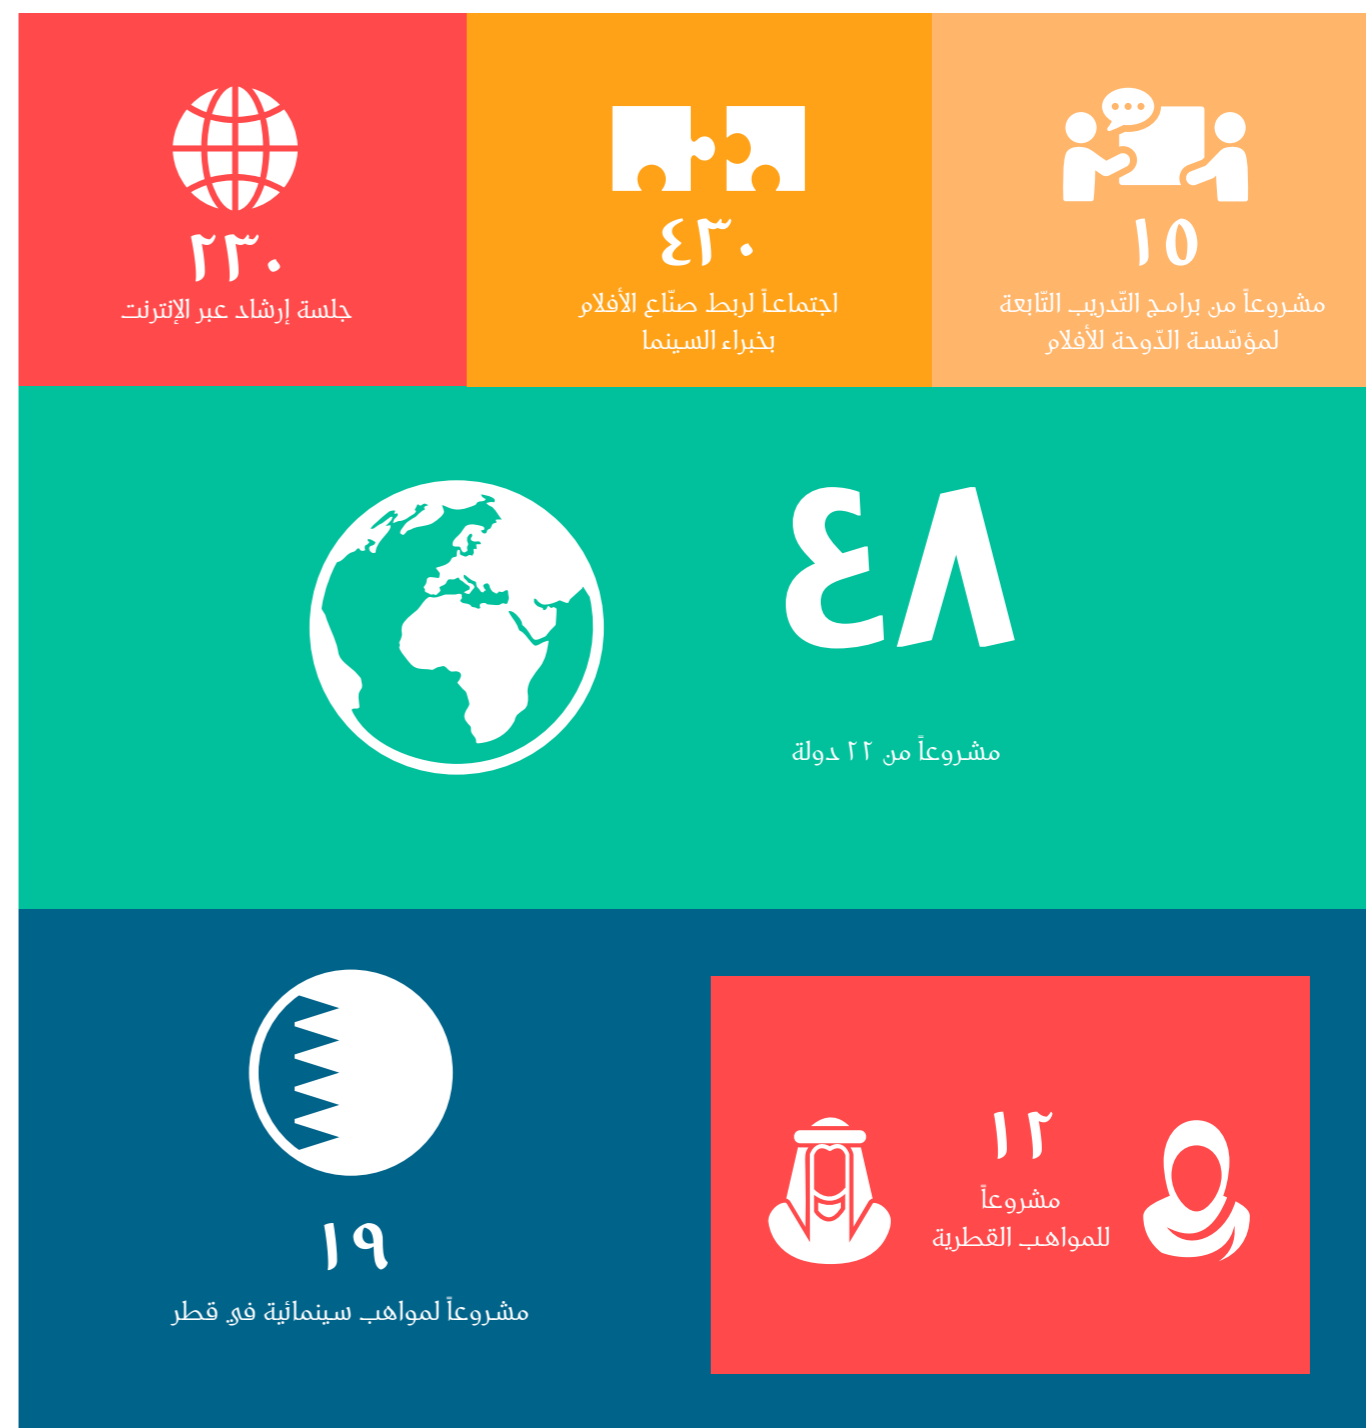 ١٥
مشروعاً من برامج التّدريب التّابعة
لمؤسّسة الدّوحة للأفلام
٤٣٠
اجتماعاً لربط صنّاع الأفلام
بخبراء السينما
٢٣٠
جلسة إرشاد عبر الإنترنت
٤٨
مشروعاً من ٢٢ دولة
١٢
مشروعاً
للمواهب القطرية
١٩
مشروعاً لمواهب سينمائية في قطر